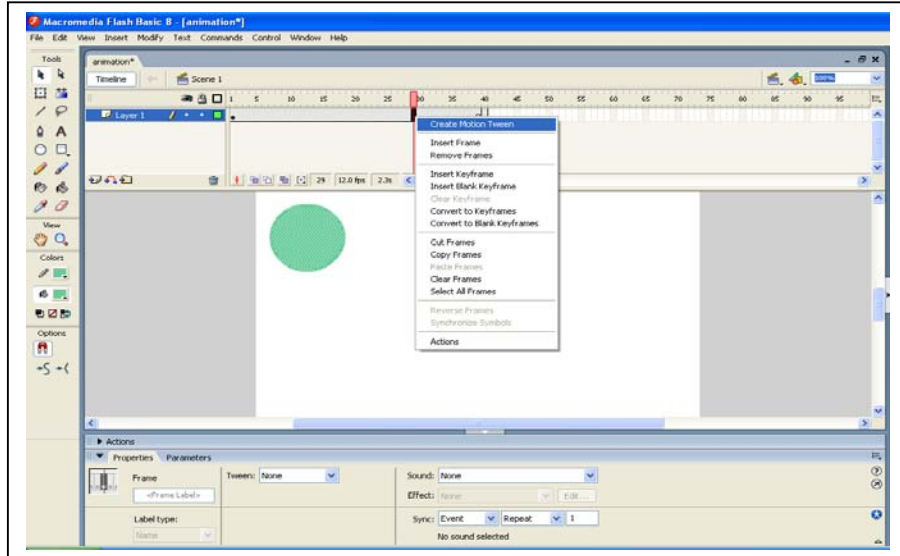 Macromedia Flash Basic 8 - [animation*]
File Edit View Insert Modify Text Commands Control Window Help
Tools
animation*
Timeline Scene 1
100%
1 5 10 15 20 25 30 35 40 45 50 55 60 65 70 75 80 85 90 95
Layer 1
29 12.0 fps 2.3s
Create Motion Tween
Insert Frame
Remove Frames
Insert Keyframe
Insert Blank Keyframe
Clear Keyframe
Convert to Keyframes
Convert to Blank Keyframes
Cut Frames
Copy Frames
Paste Frames
Clear Frames
Select All Frames
Reverse Frames
Synchronize Symbols
Actions
View
Colors
Options
Actions
Properties Parameters
Frame Tween: None Sound: None
<Frame Label> Effect: None Edit...
Label type: Sync: Event Repeat 1
Name No sound selected